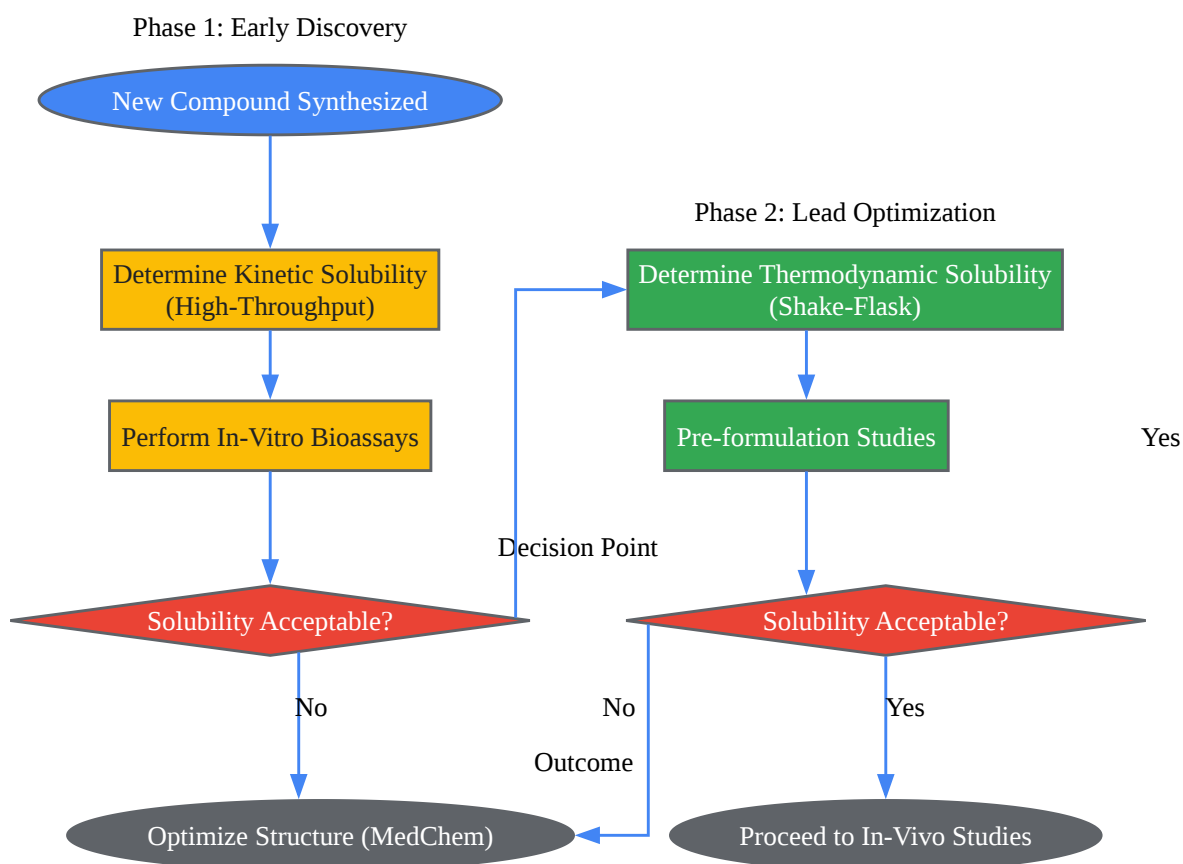 Phase 1: Early Discovery
New Compound Synthesized
Phase 2: Lead Optimization
Determine Kinetic Solubility
(High-Throughput)
Determine Thermodynamic Solubility
(Shake-Flask)
Perform In-Vitro Bioassays
Pre-formulation Studies
Yes
Decision Point
Solubility Acceptable?
Solubility Acceptable?
No
No
Yes
Outcome
Optimize Structure (MedChem)
Proceed to In-Vivo Studies